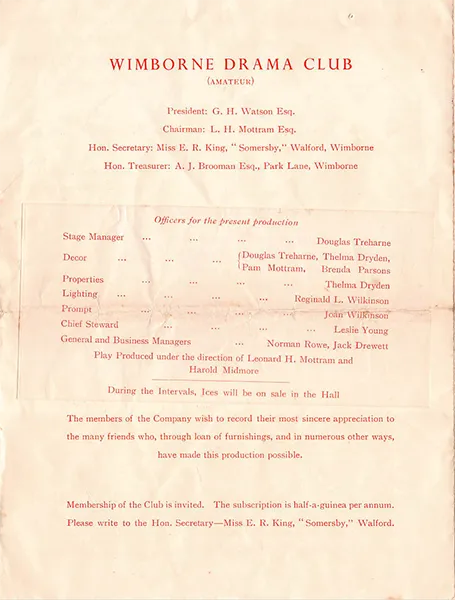 WIMBORNE DRAMA CLUB
(AMATEUR)
President: G. H. Watson Esq.
Chairman: L. H. Mottram Esq.
Hon. Secretary: Miss E. R. King, "Somersby," Walford, Wimborne
Hon. Treasurer: A. J. Brooman Esq., Park Lane, Wimborne
Officers for the present production
Stage Manager ... ... ... ... Douglas Treharne
Decor ... ... ... {Douglas Treharne, Thelma Dryden,
Pam Mottram, Brenda Parsons
Properties ... ... ... ... Thelma Dryden
Lighting ... ... ... ... Reginald L. Wilkinson
Prompt ... ... ... ... Joan Wilkinson
Chief Steward ... ... ... Leslie Young
General and Business Managers ... Norman Rowe, Jack Drewett
Play Produced under the direction of Leonard H. Mottram and
Harold Midmore
During the Intervals, Ices will be on sale in the Hall
The members of the Company wish to record their most sincere appreciation to
the many friends who, through loan of furnishings, and in numerous other ways,
have made this production possible.
Membership of the Club is invited. The subscription is half-a-guinea per annum.
Please write to the Hon. Secretary—Miss E. R. King, "Somersby," Walford.